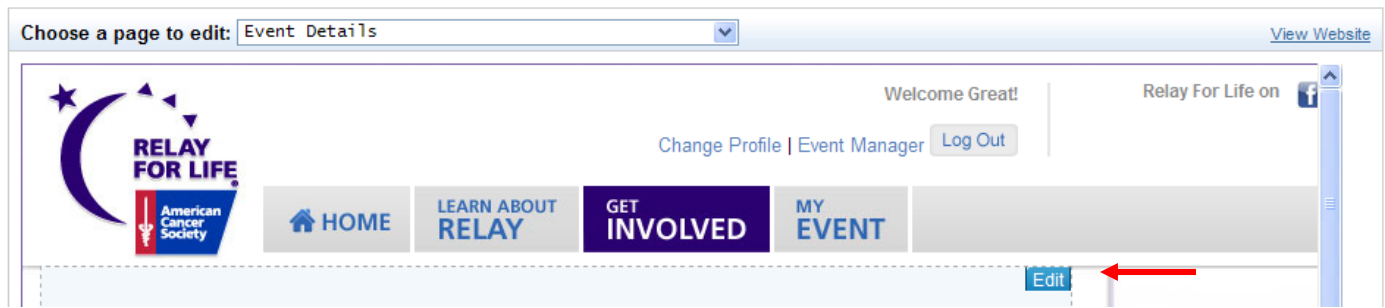 Choose a page to edit: Event Details
View Website
RELAY
FOR LIFE
American
Cancer
Society
Welcome Great!
Change Profile | Event Manager Log Out
Relay For Life on f
HOME
LEARN ABOUT
RELAY
GET
INVOLVED
MY
EVENT
Edit